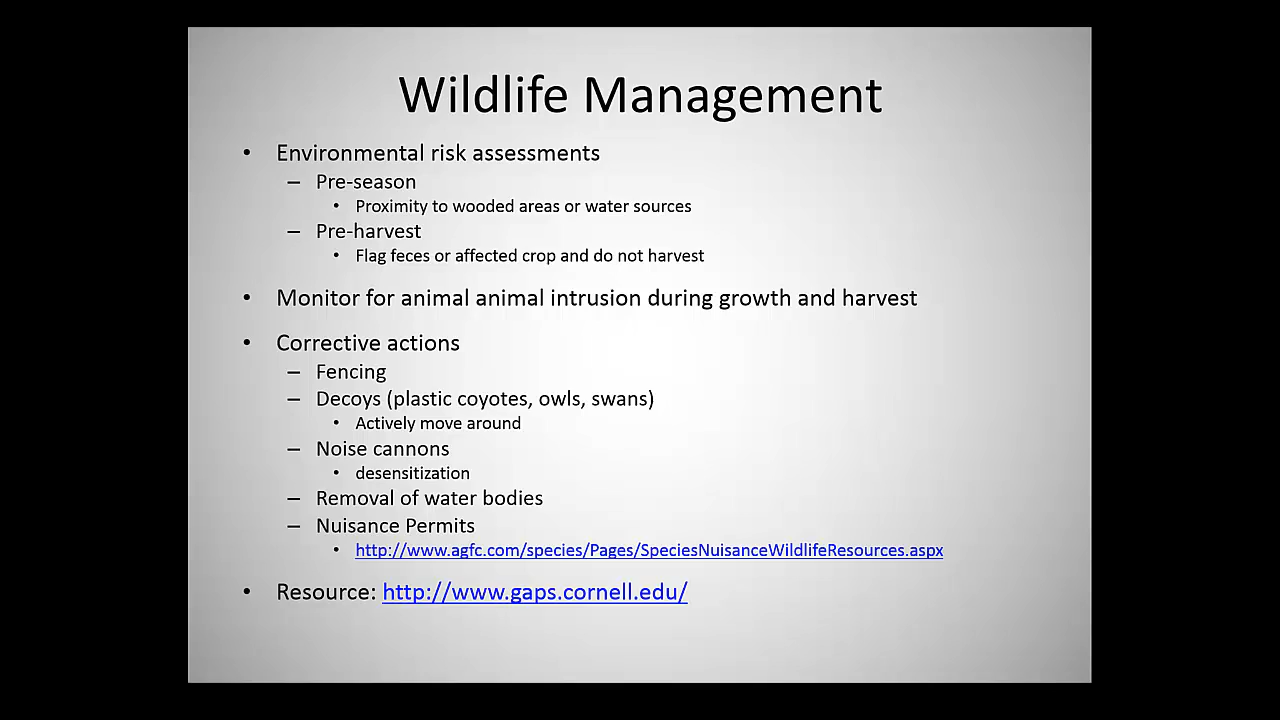 Wildlife Management
• Environmental risk assessments
– Pre-season
• Proximity to wooded areas or water sources
– Pre-harvest
• Flag feces or affected crop and do not harvest
• Monitor for animal animal intrusion during growth and harvest
• Corrective actions
– Fencing
– Decoys (plastic coyotes, owls, swans)
• Actively move around
– Noise cannons
• desensitization
– Removal of water bodies
– Nuisance Permits
• http://www.agfc.com/species/Pages/SpeciesNuisanceWildlifeResources.aspx
• Resource: http://www.gaps.cornell.edu/